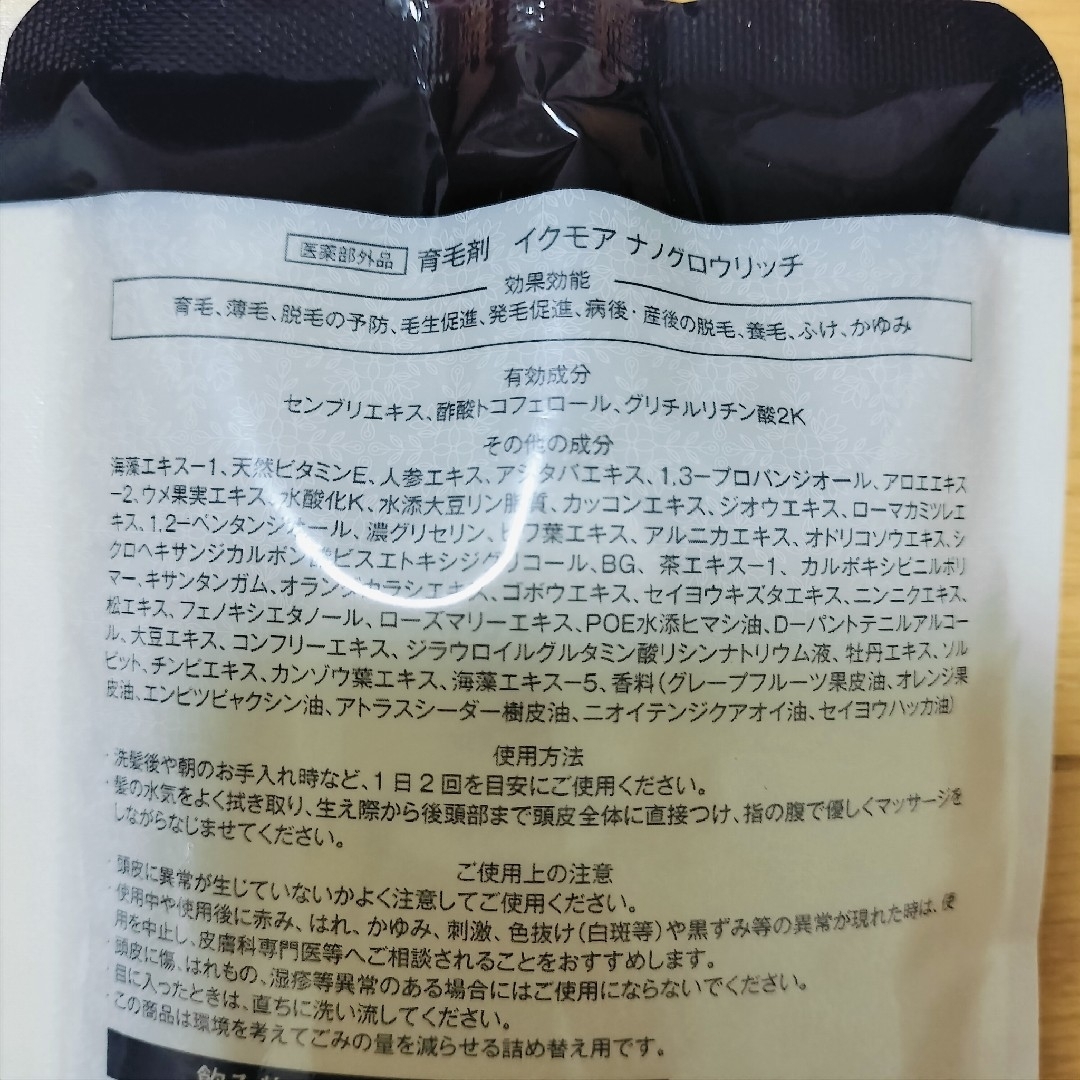 医薬部外品 育毛剤 イクモア ナノグロウリッチ
効果効能
育毛、薄毛、脱毛の予防、毛生促進、発毛促進、病後・産後の脱毛、養毛、ふけ、かゆみ
有効成分
センブリエキス、酢酸トコフェロール、グリチルリチン酸2K
その他の成分
海藻エキス-1、天然ビタミンE、人参エキス、アシタバエキス、1.3-プロパンジオール、アロエエキス
-2、ウメ果実エキス、水酸化K、水添大豆リン脂質、カッコンエキス、ジオウエキス、ローマカミツレエ
キス、1.2-ペンタンジオール、濃グリセリン、ビワ葉エキス、アルニカエキス、オドリコソウエキス、シ
クロヘキサンジカルボン酸ビスエトキシジグリコール、BG、茶エキス-1、カルボキシビニルポリ
マー、キサンタンガム、オランダカラシエキス、ゴボウエキス、セイヨウキズタエキス、ニンニクエキス、
松エキス、フェノキシエタノール、ローズマリーエキス、POE水添ヒマシ油、D-パントテニルアルコー
ル、大豆エキス、コンフリーエキス、ジラウロイルグルタミン酸リシンナトリウム液、牡丹エキス、ソル
ビット、チンピエキス、カンゾウ葉エキス、海藻エキス-5、香料(グレープフルーツ果皮油、オレンジ果
皮油、エンピツビャクシン油、アトラスシーダー樹皮油、ニオイテンジクアオイ油、セイヨウハッカ油)
使用方法
・洗髪後や朝のお手入れ時など、1日2回を目安にご使用ください。
・髪の水気をよく拭き取り、生え際から後頭部まで頭皮全体に直接つけ、指の腹で優しくマッサージを
しながらなじませてください。
ご使用上の注意
・頭皮に異常が生じていないかよく注意してご使用ください。
・使用中や使用後に赤み、はれ、かゆみ、刺激、色抜け(白斑等)や黒ずみ等の異常が現れた時は、使
用を中止し、皮膚科専門医等へご相談されることをおすすめします。
・頭皮に傷、はれもの、湿疹等異常のある場合にはご使用にならないでください。
・目に入ったときは、直ちに洗い流してください。
・この商品は環境を考えてごみの量を減らせる詰め替え用です。